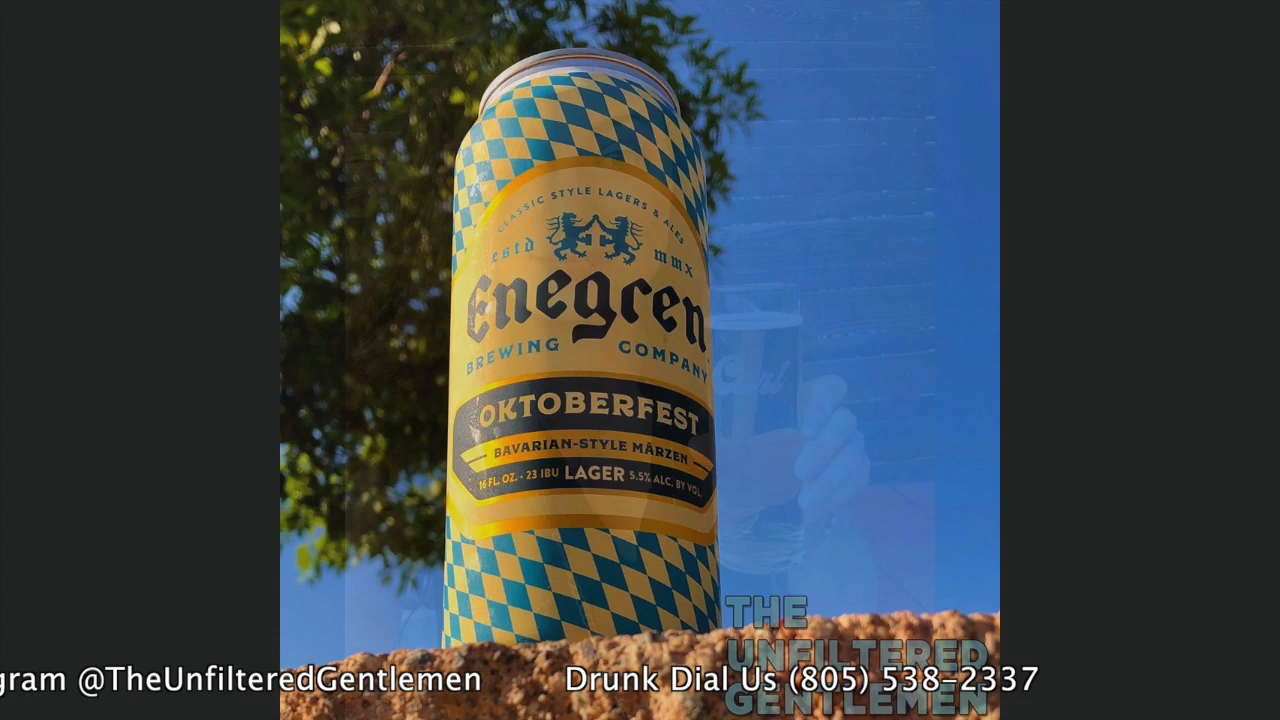 CLASSIC STYLE LAGERS & ALES
estd mmx
Enegren
BREWING COMPANY
OKTOBERFEST
BAVARIAN-STYLE MÄRZEN
16 FL. OZ. · 23 IBU LAGER 5.5% ALC. BY VOL.
THE
UNFILTERED
GENTLEMEN
gram @TheUnfilteredGentlemen Drunk Dial Us (805) 538-2337